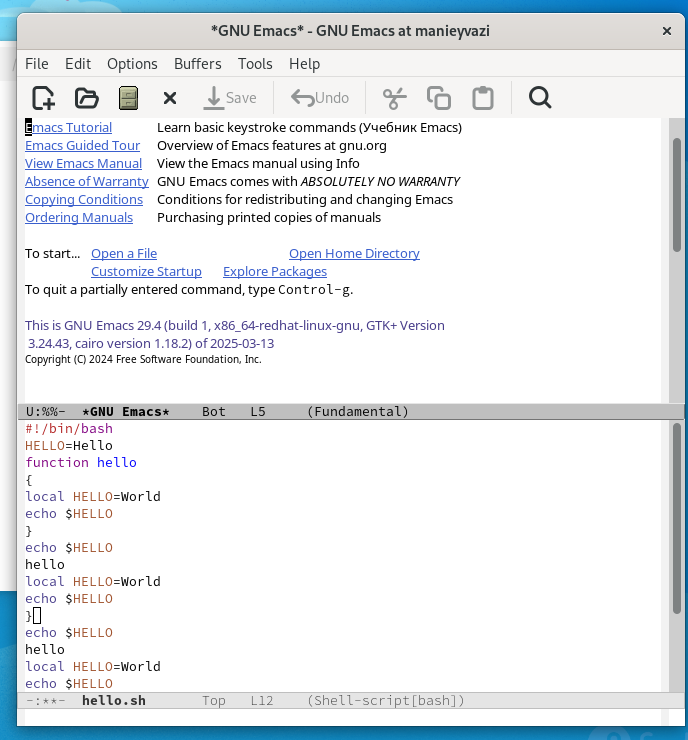 *GNU Emacs* - GNU Emacs at manieyvazi
File Edit Options Buffers Tools Help
Save Undo
Emacs Tutorial Learn basic keystroke commands (Учебник Emacs)
Emacs Guided Tour Overview of Emacs features at gnu.org
View Emacs Manual View the Emacs manual using Info
Absence of Warranty GNU Emacs comes with ABSOLUTELY NO WARRANTY
Copying Conditions Conditions for redistributing and changing Emacs
Ordering Manuals Purchasing printed copies of manuals
To start... Open a File Open Home Directory
Customize Startup Explore Packages
To quit a partially entered command, type Control-g.
This is GNU Emacs 29.4 (build 1, x86_64-redhat-linux-gnu, GTK+ Version
3.24.43, cairo version 1.18.2) of 2025-03-13
Copyright (C) 2024 Free Software Foundation, Inc.
U:%%- *GNU Emacs* Bot L5 (Fundamental)
#!/bin/bash
HELLO=Hello
function hello
{
local HELLO=World
echo $HELLO
}
echo $HELLO
hello
local HELLO=World
echo $HELLO
}
echo $HELLO
hello
local HELLO=World
echo $HELLO
-:**- hello.sh Top L12 (Shell-script[bash])